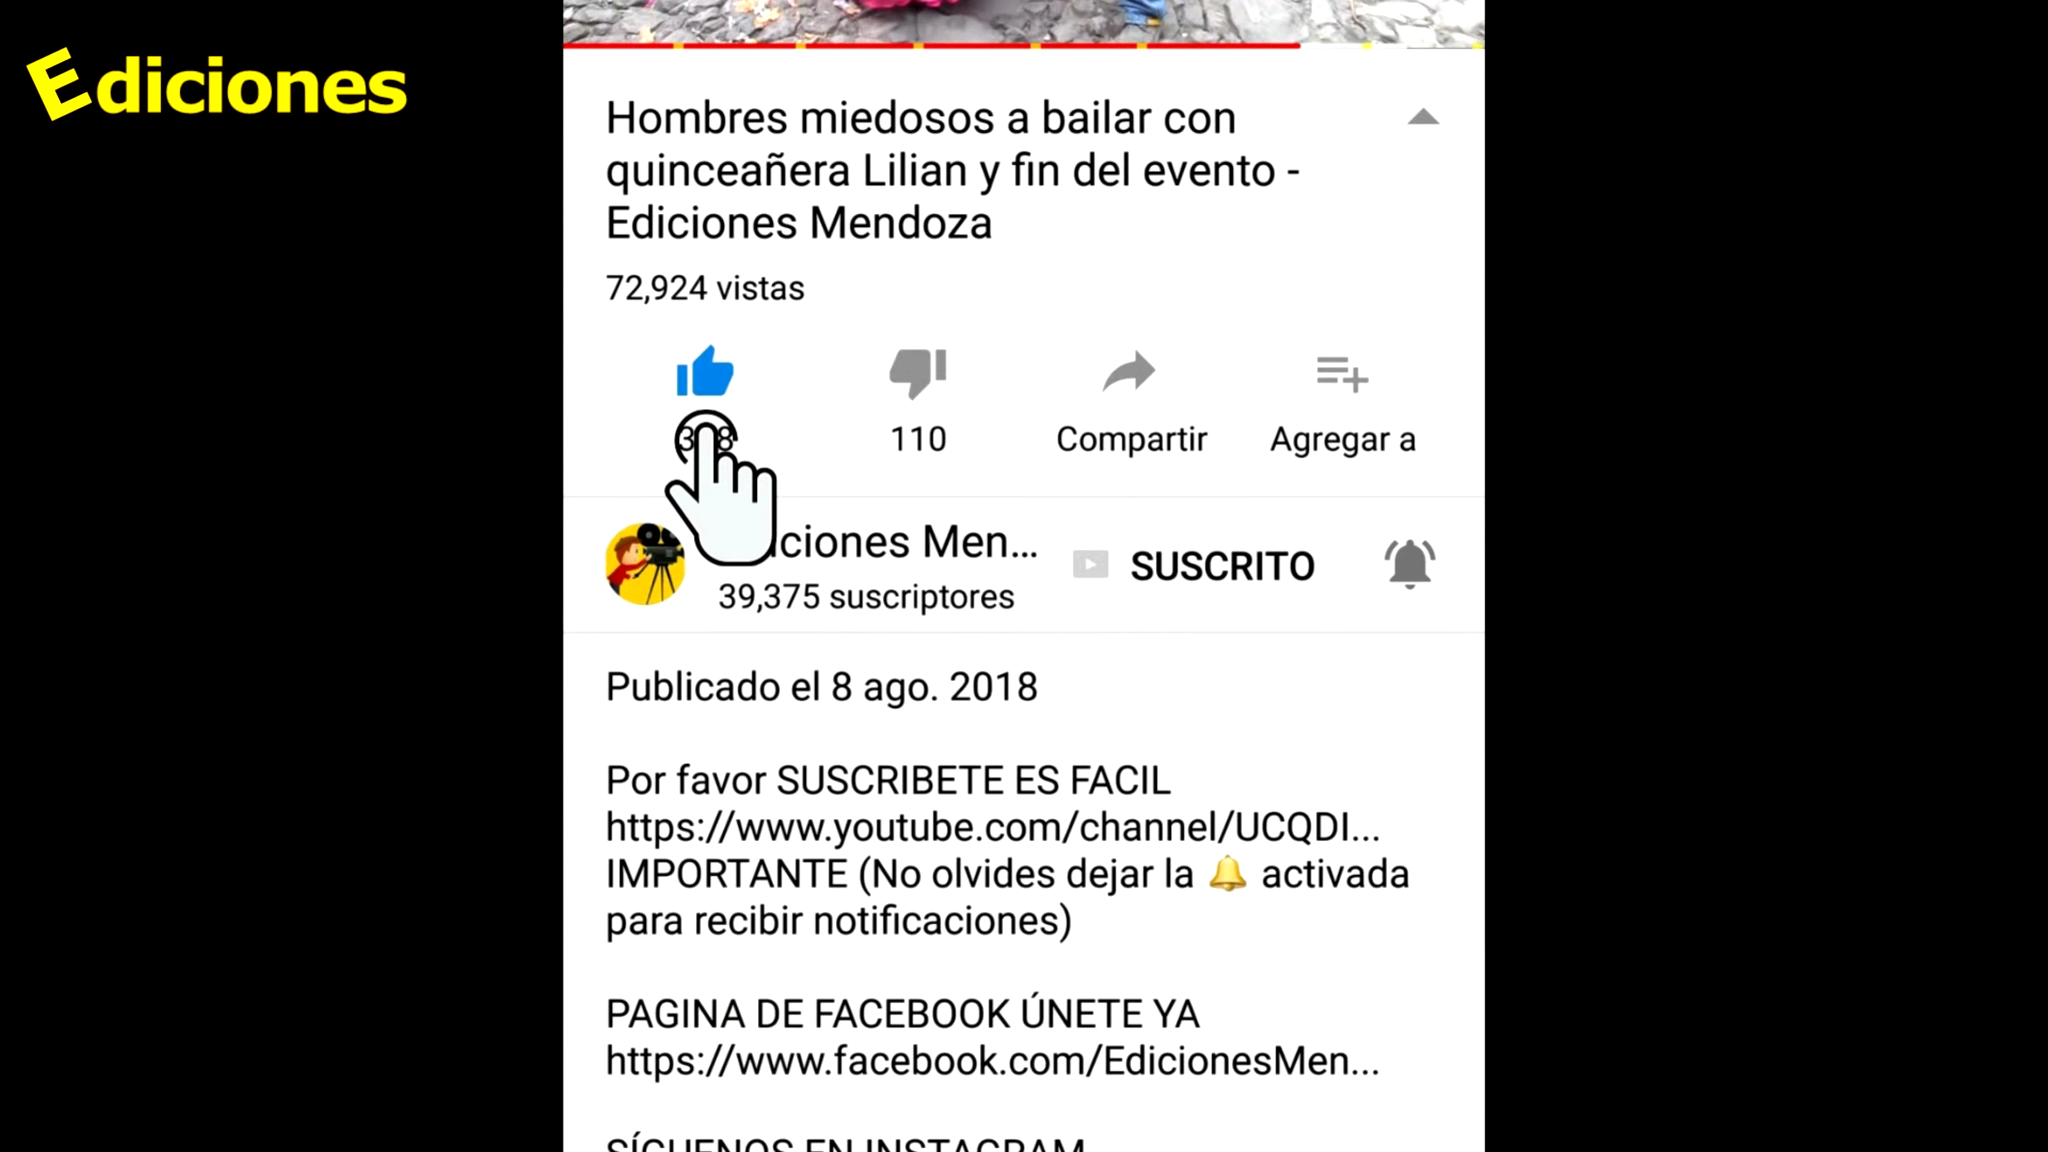 Ediciones
Hombres miedosos a bailar con
quinceañera Lilian y fin del evento -
Ediciones Mendoza
72,924 vistas
110
Compartir
Agregar a
Men...
SUSCRITO
39,375 suscriptores
Publicado el 8 ago. 2018
Por favor SUSCRIBETE ES FACIL
https://www.youtube.com/channel/UCQDI...
IMPORTANTE (No olvides dejar la 🔔 activada
para recibir notificaciones)
PAGINA DE FACEBOOK ÚNETE YA
https://www.facebook.com/EdicionesMen...
SÍGUENOS EN INSTAGRAM